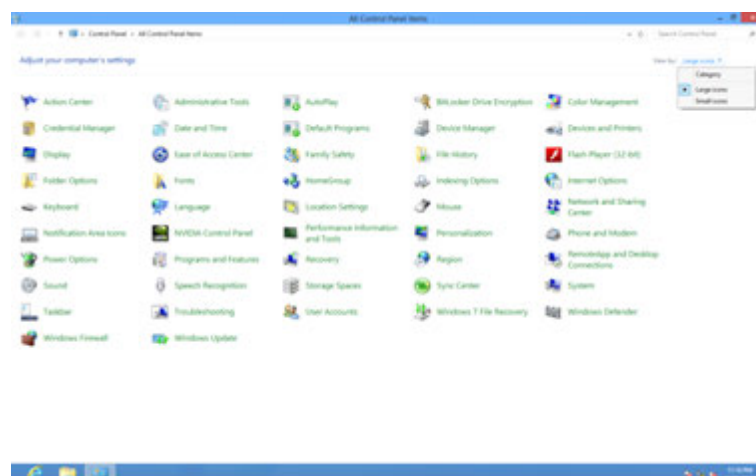 All Control Panel Items
Control Panel All Control Panel Items
Search Control Panel
Adjust your computer's settings
View by: Large icons
Category
Large icons
Small icons
Action Center Administrative Tools AutoPlay BitLocker Drive Encryption Color Management
Credential Manager Date and Time Default Programs Device Manager Devices and Printers
Display Ease of Access Center Family Safety File History Flash Player (32-bit)
Folder Options Fonts HomeGroup Indexing Options Internet Options
Keyboard Language Location Settings Mouse Network and Sharing
Center
Notification Area Icons NVIDIA Control Panel Performance Information
and Tools Personalization Phone and Modem
Power Options Programs and Features Recovery Region RemoteApp and Desktop
Connections
Sound Speech Recognition Storage Spaces Sync Center System
Taskbar Troubleshooting User Accounts Windows 7 File Recovery Windows Defender
Windows Firewall Windows Update